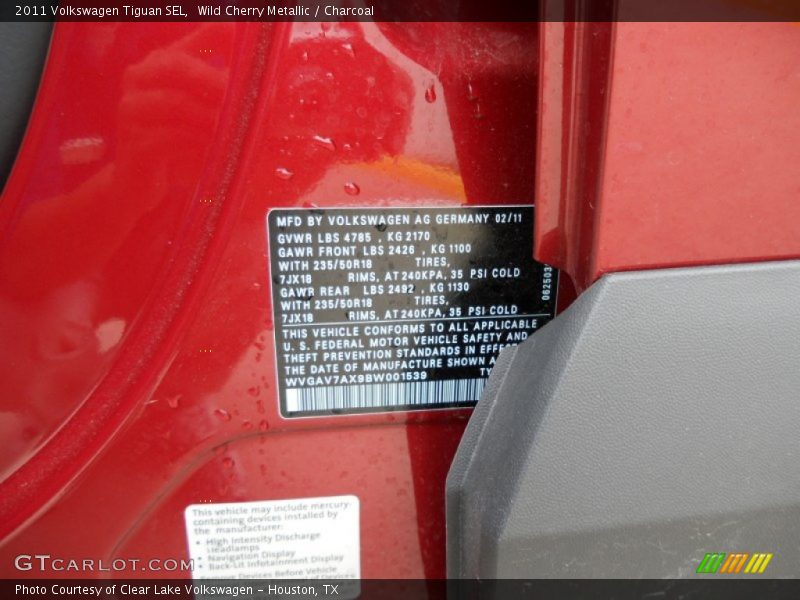 2011 Volkswagen Tiguan SEL, Wild Cherry Metallic / Charcoal
MFD BY VOLKSWAGEN AG GERMANY 02/11
GVWR LBS 4785 , KG 2170
GAWR FRONT LBS 2426 , KG 1100
WITH 235/50R18 TIRES,
7JX18 RIMS, AT 240KPA, 35 PSI COLD
GAWR REAR LBS 2492 , KG 1130
WITH 235/50R18 TIRES,
7JX18 RIMS, AT 240KPA, 35 PSI COLD
062503
THIS VEHICLE CONFORMS TO ALL APPLICABLE
U. S. FEDERAL MOTOR VEHICLE SAFETY AND
THEFT PREVENTION STANDARDS IN EFFECT
THE DATE OF MANUFACTURE SHOWN
WVGAV7AX9BW001539
This vehicle may include mercury
containing devices installed by
the manufacturer:
• High Intensity Discharge
Headlamps
• Navigation Display
• Back-Lit Infotainment Display
Remove Devices Before Vehicle
GTCARLOT.COM
Photo Courtesy of Clear Lake Volkswagen - Houston, TX